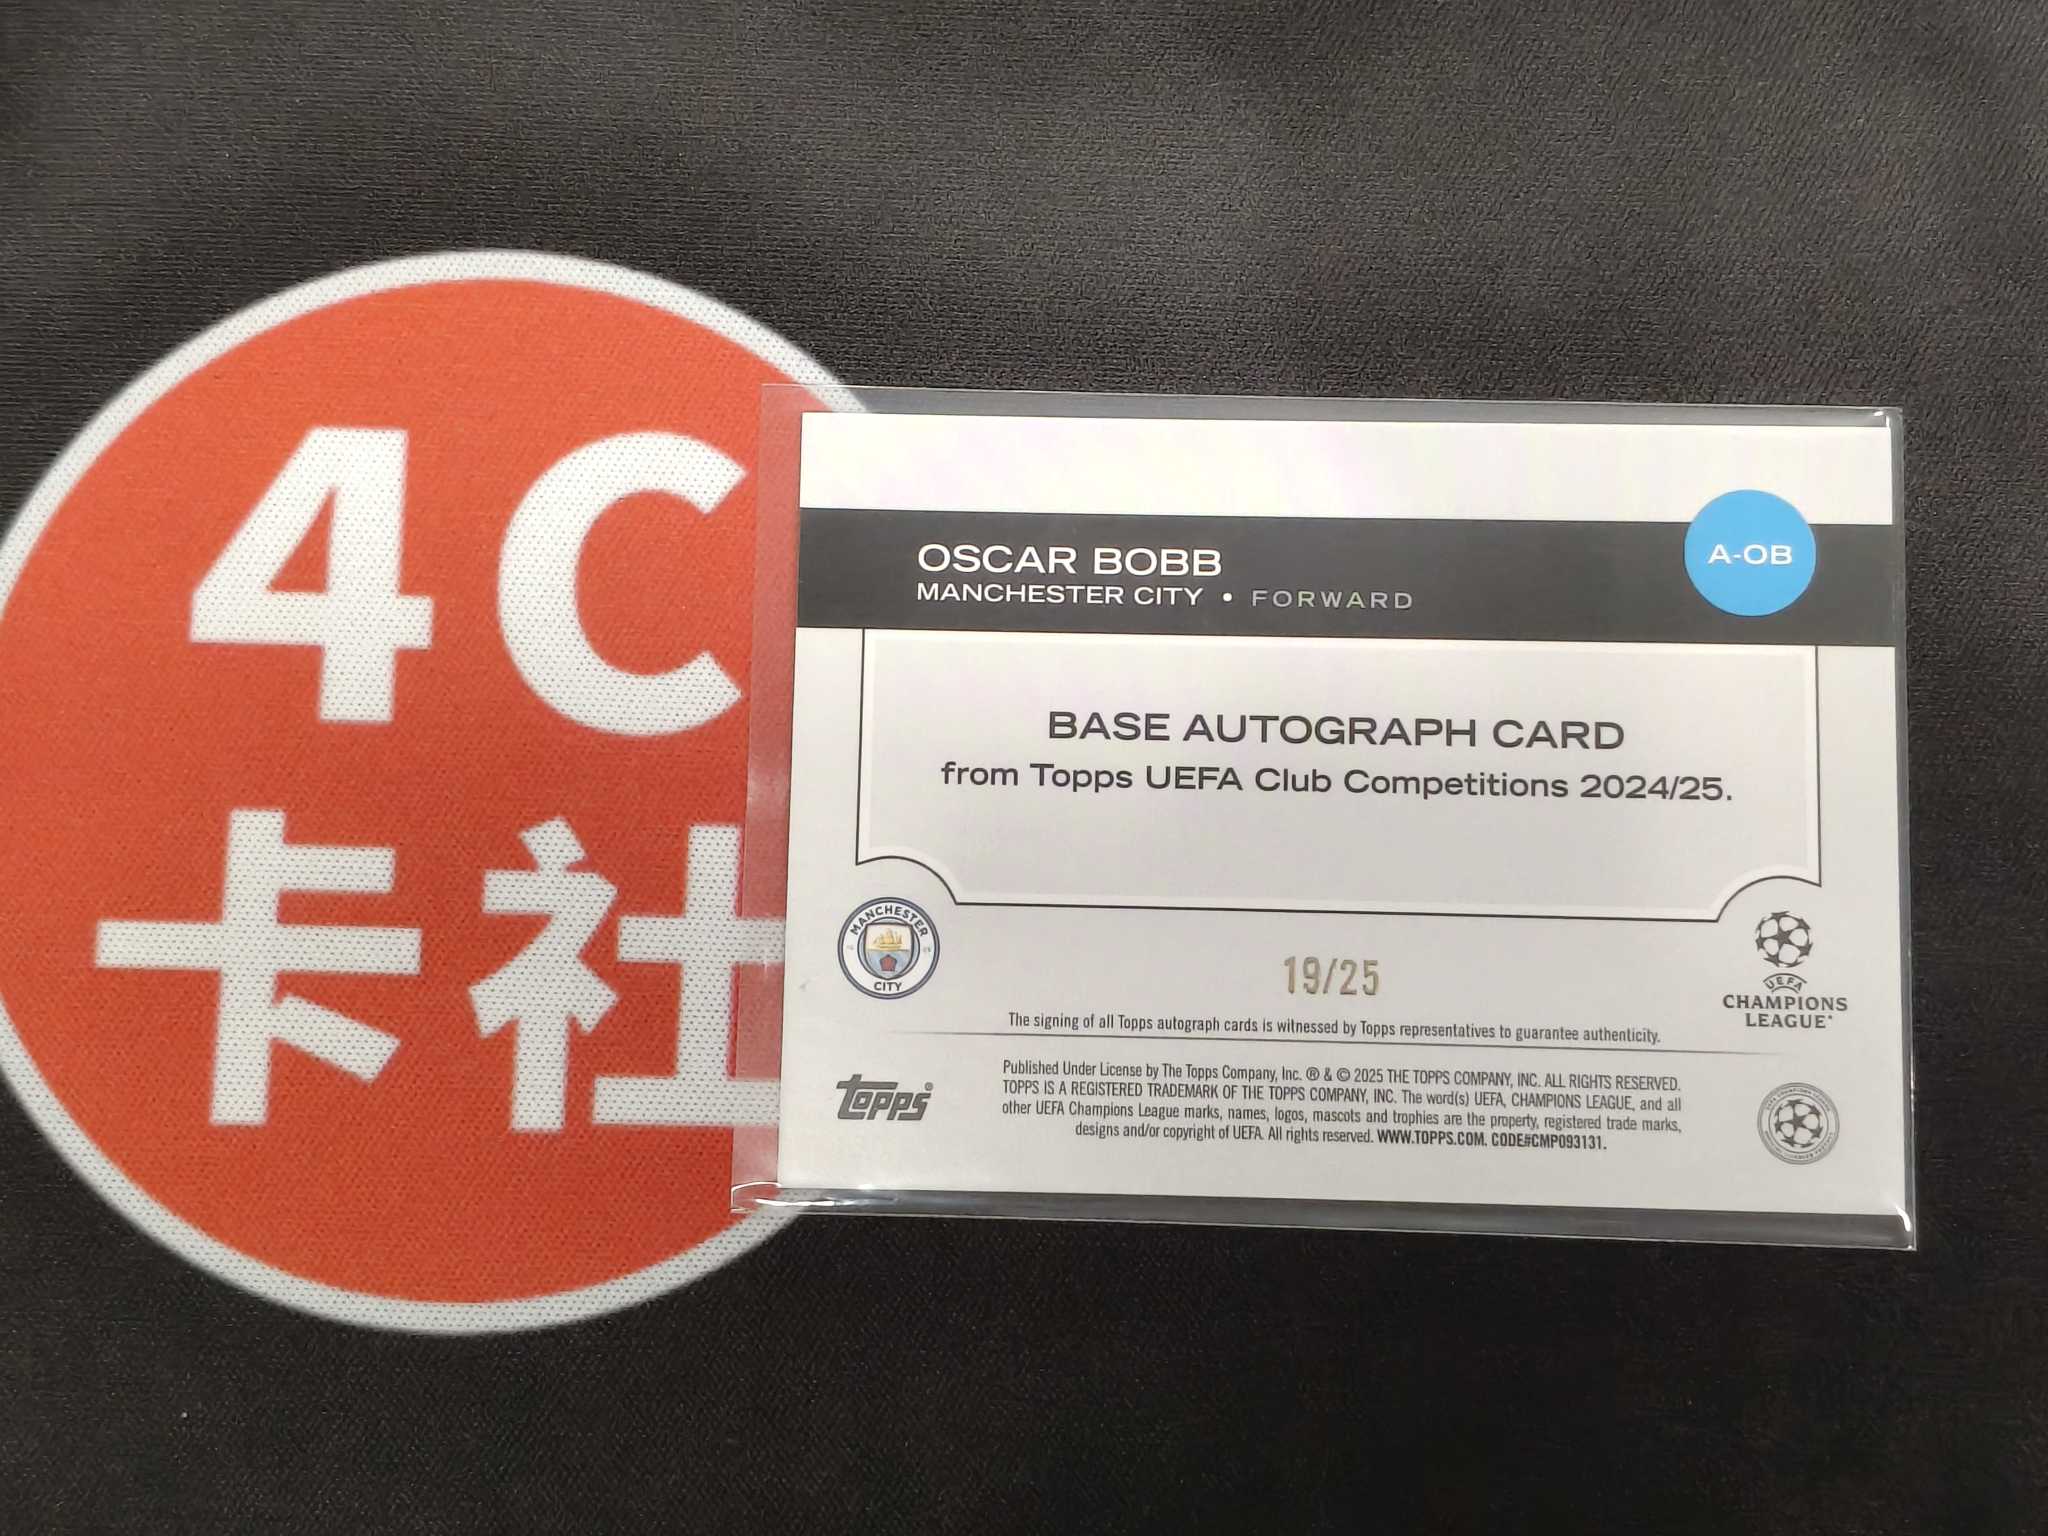 4C
卡社
OSCAR BOBB
MANCHESTER CITY • FORWARD
A-OB
BASE AUTOGRAPH CARD
from Topps UEFA Club Competitions 2024/25.
MANCHESTER
CITY
19/25
UEFA
CHAMPIONS
LEAGUE
The signing of all Topps autograph cards is witnessed by Topps representatives to guarantee authenticity.
Topps®
Published Under License by The Topps Company, Inc. ® & © 2025 THE TOPPS COMPANY, INC. ALL RIGHTS RESERVED.
TOPPS IS A REGISTERED TRADEMARK OF THE TOPPS COMPANY, INC. The word(s) UEFA, CHAMPIONS LEAGUE, and all
other UEFA Champions League marks, names, logos, mascots and trophies are the property, registered trade marks,
designs and/or copyright of UEFA. All rights reserved. WWW.TOPPS.COM. CODE#CMP093131.